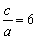 c/a = 6